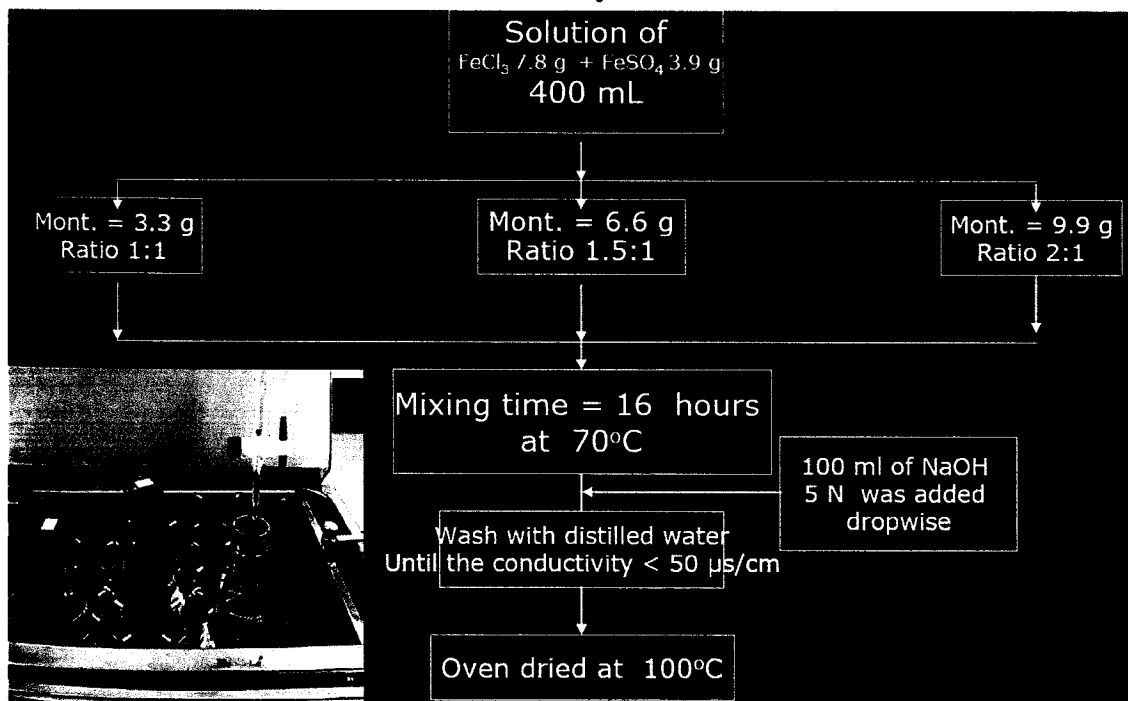 Solution of
FeCl3 7.8 g + FeSO4 3.9 g
400 mL
Mont. = 3.3 g
Ratio 1:1
Mont. = 6.6 g
Ratio 1.5:1
Mont. = 9.9 g
Ratio 2:1
Mixing time = 16 hours
at 70°C
100 ml of NaOH
5 N was added
dropwise
Wash with distilled water
Until the conductivity < 50 µs/cm
Oven dried at 100°C